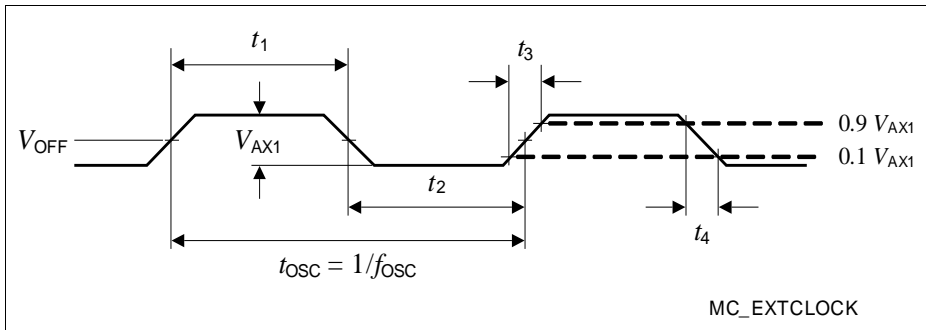 t1
t3
VOFF
VAX1
0.9 VAX1
0.1 VAX1
t2
t4
tOSC = 1/fOSC
MC_EXTCLOCK